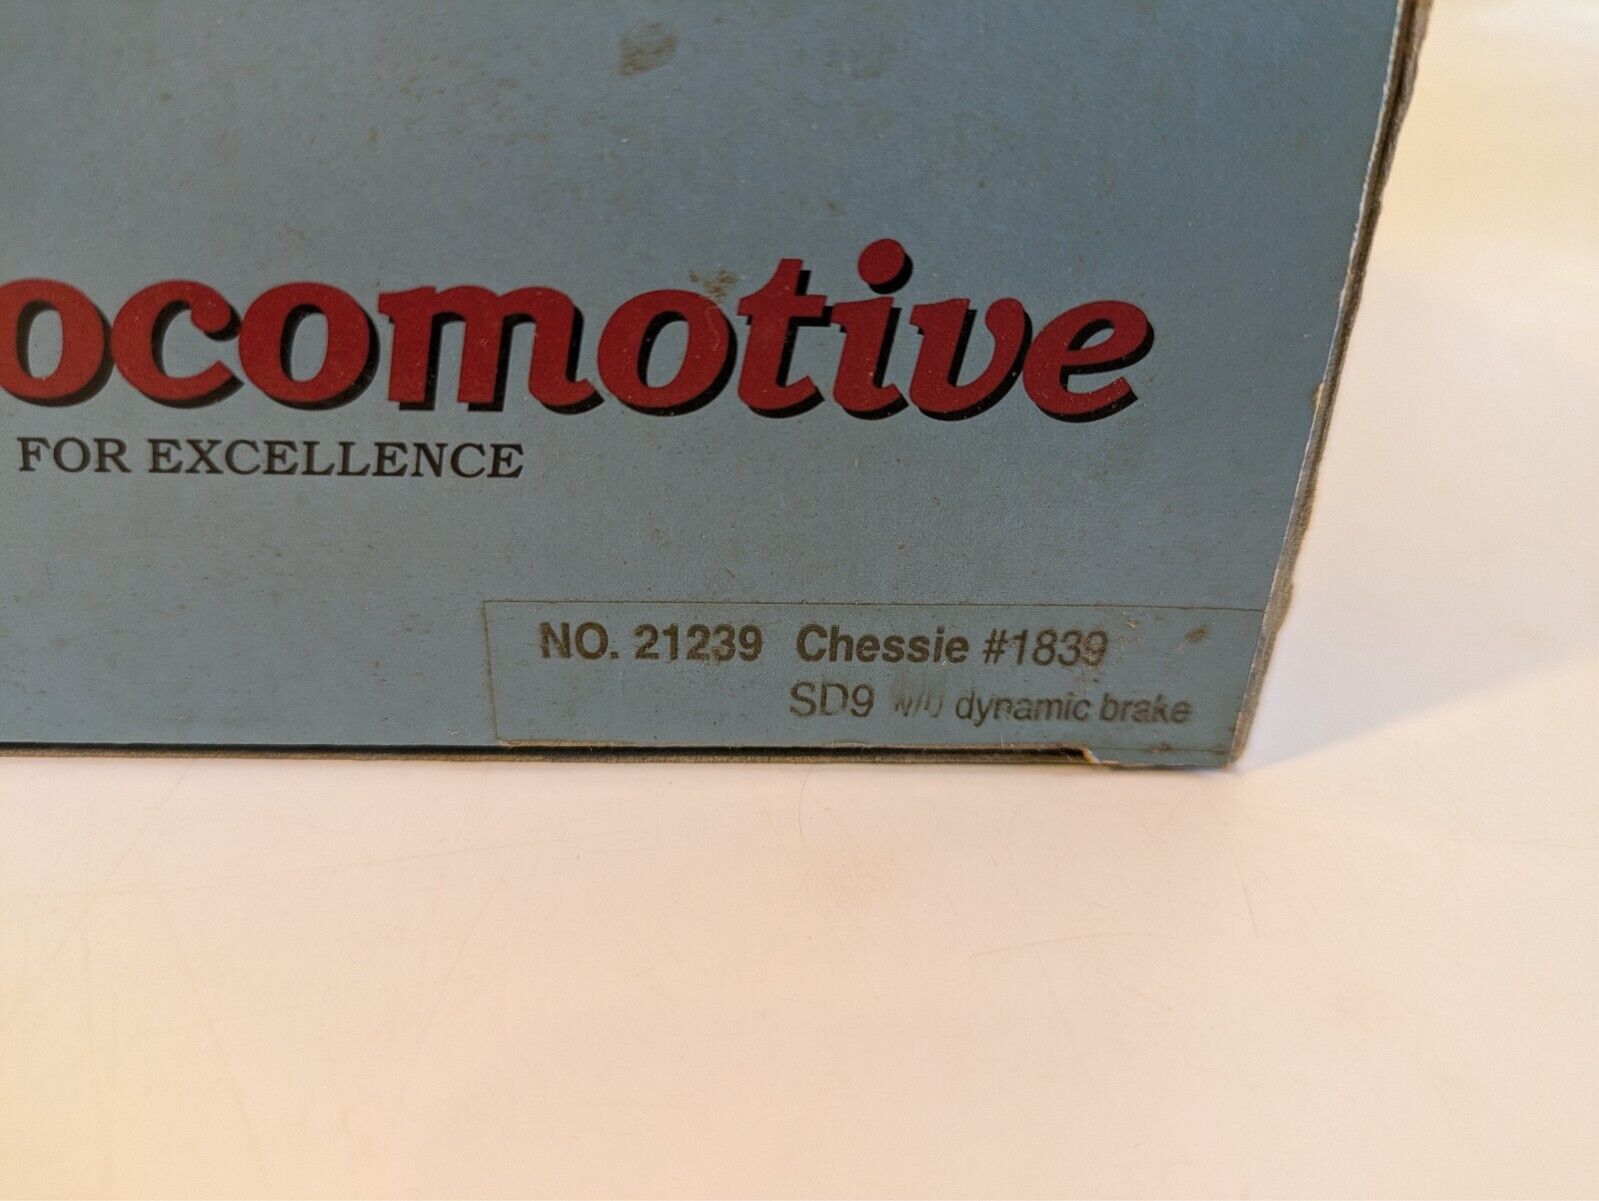 ocomotive
FOR EXCELLENCE
NO. 21239 Chessie #1839
SD9 w/o dynamic brake